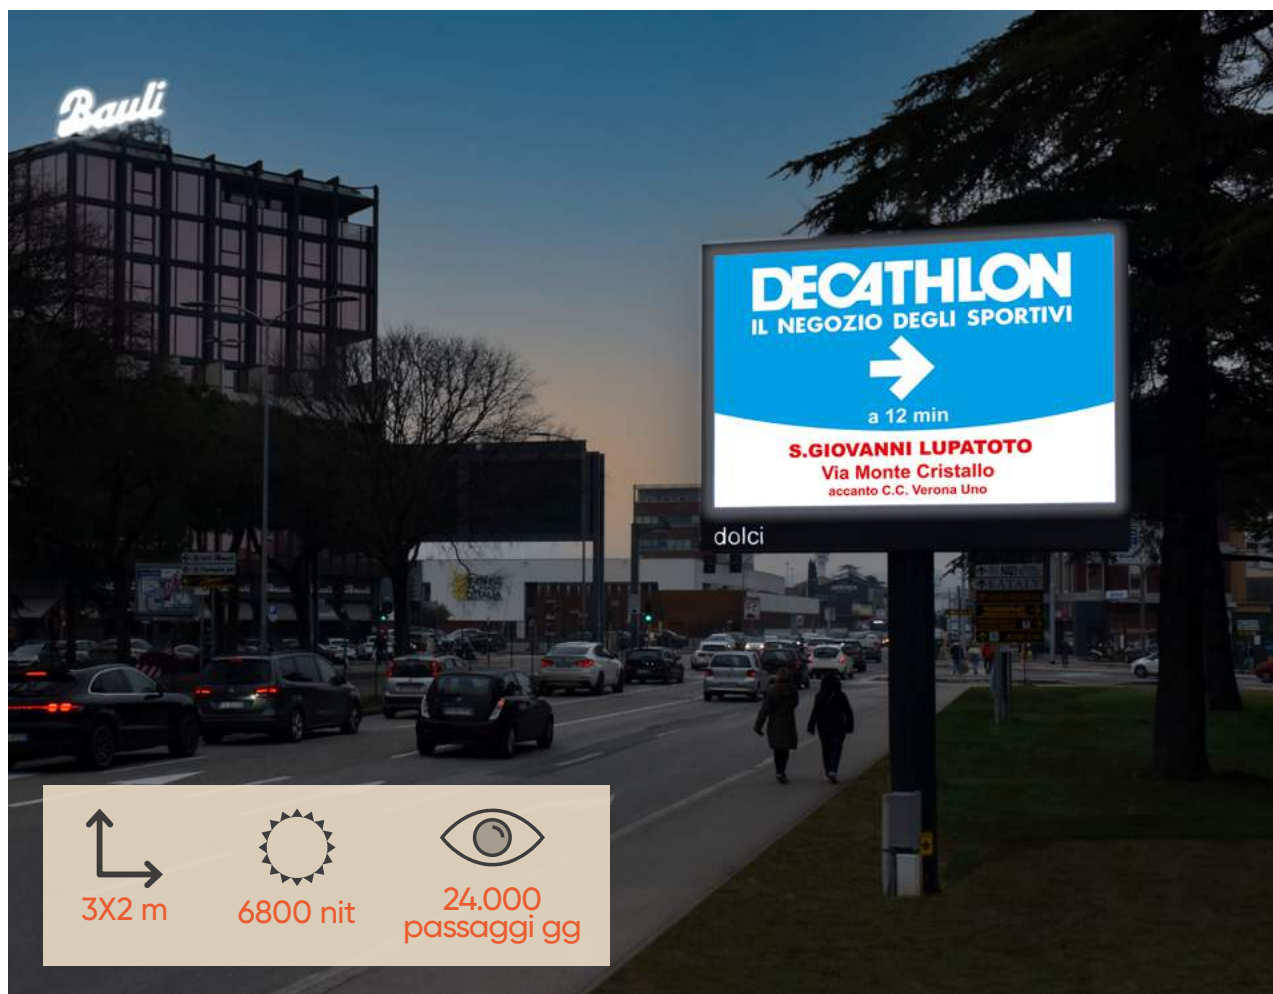 Bauli
DECATHLON
IL NEGOZIO DEGLI SPORTIVI
a 12 min
S.GIOVANNI LUPATOTO
Via Monte Cristallo
accanto C.C. Verona Uno
dolci
3X2 m
6800 nit
24.000
passaggi gg